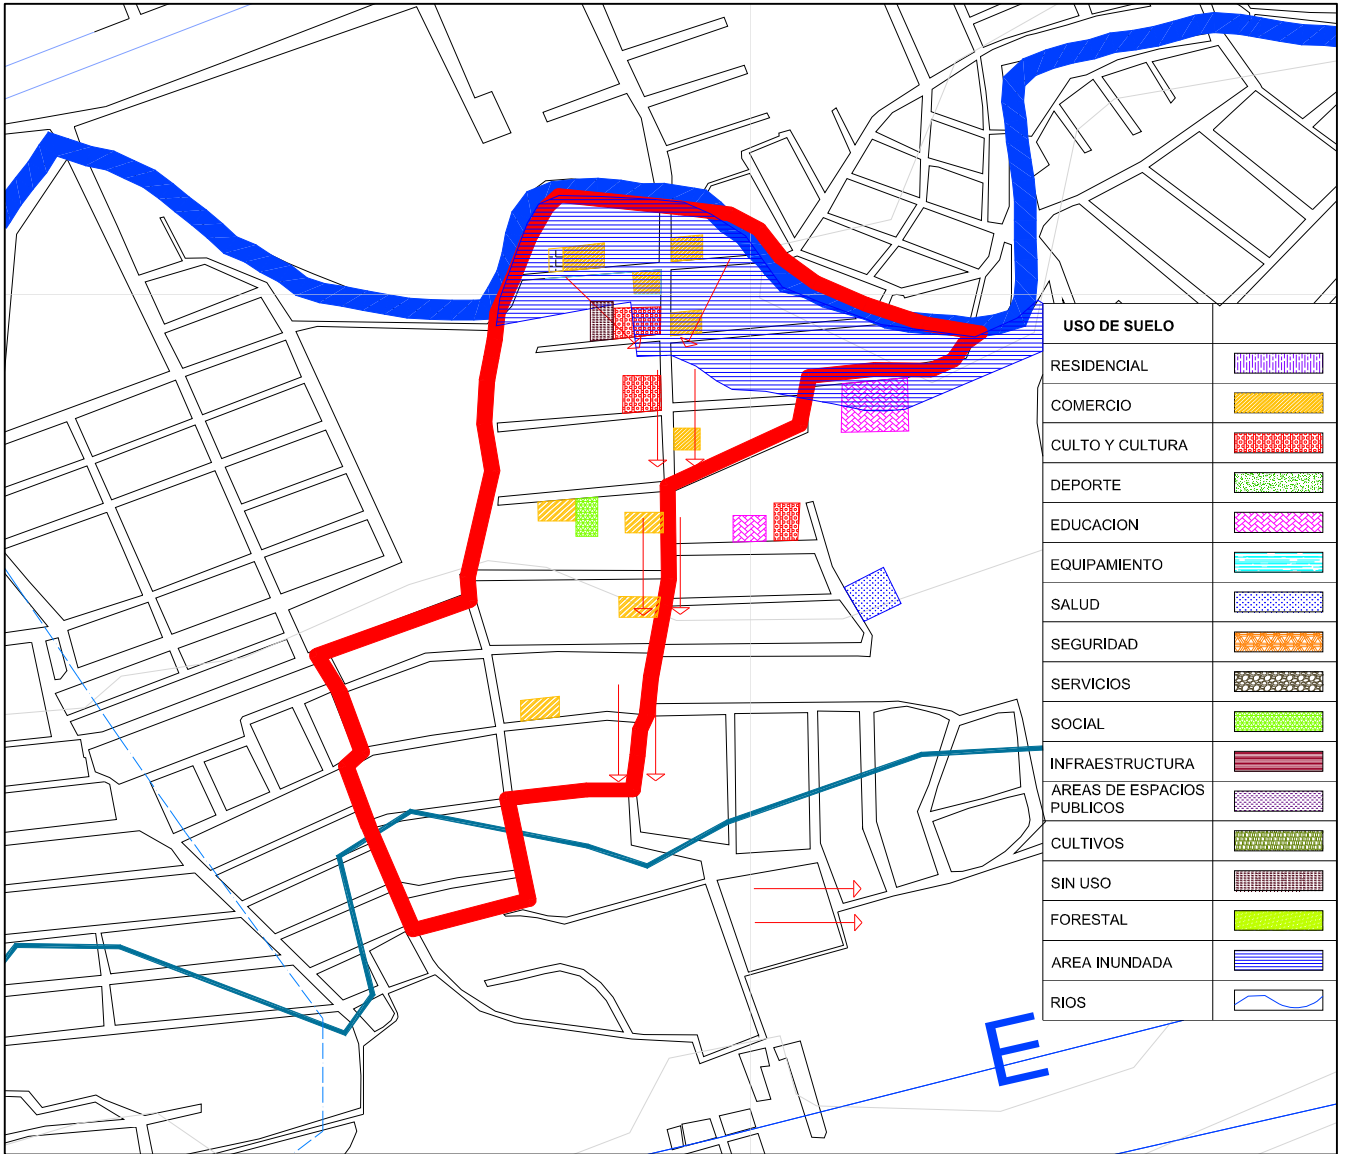 USO DE SUELO
RESIDENCIAL
COMERCIO
CULTO Y CULTURA
DEPORTE
EDUCACION
EQUIPAMIENTO
SALUD
SEGURIDAD
SERVICIOS
SOCIAL
INFRAESTRUCTURA
AREAS DE ESPACIOS
PUBLICOS
CULTIVOS
SIN USO
FORESTAL
AREA INUNDADA
RIOS
E